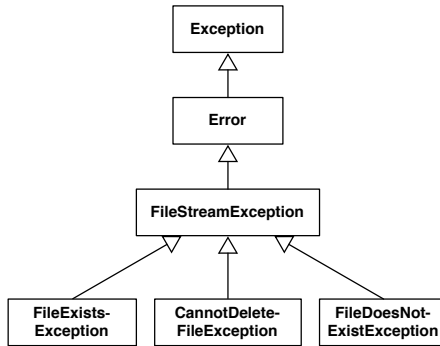 Exception
Error
FileStreamException
FileExists-
Exception
CannotDelete-
FileException
FileDoesNot-
ExistException